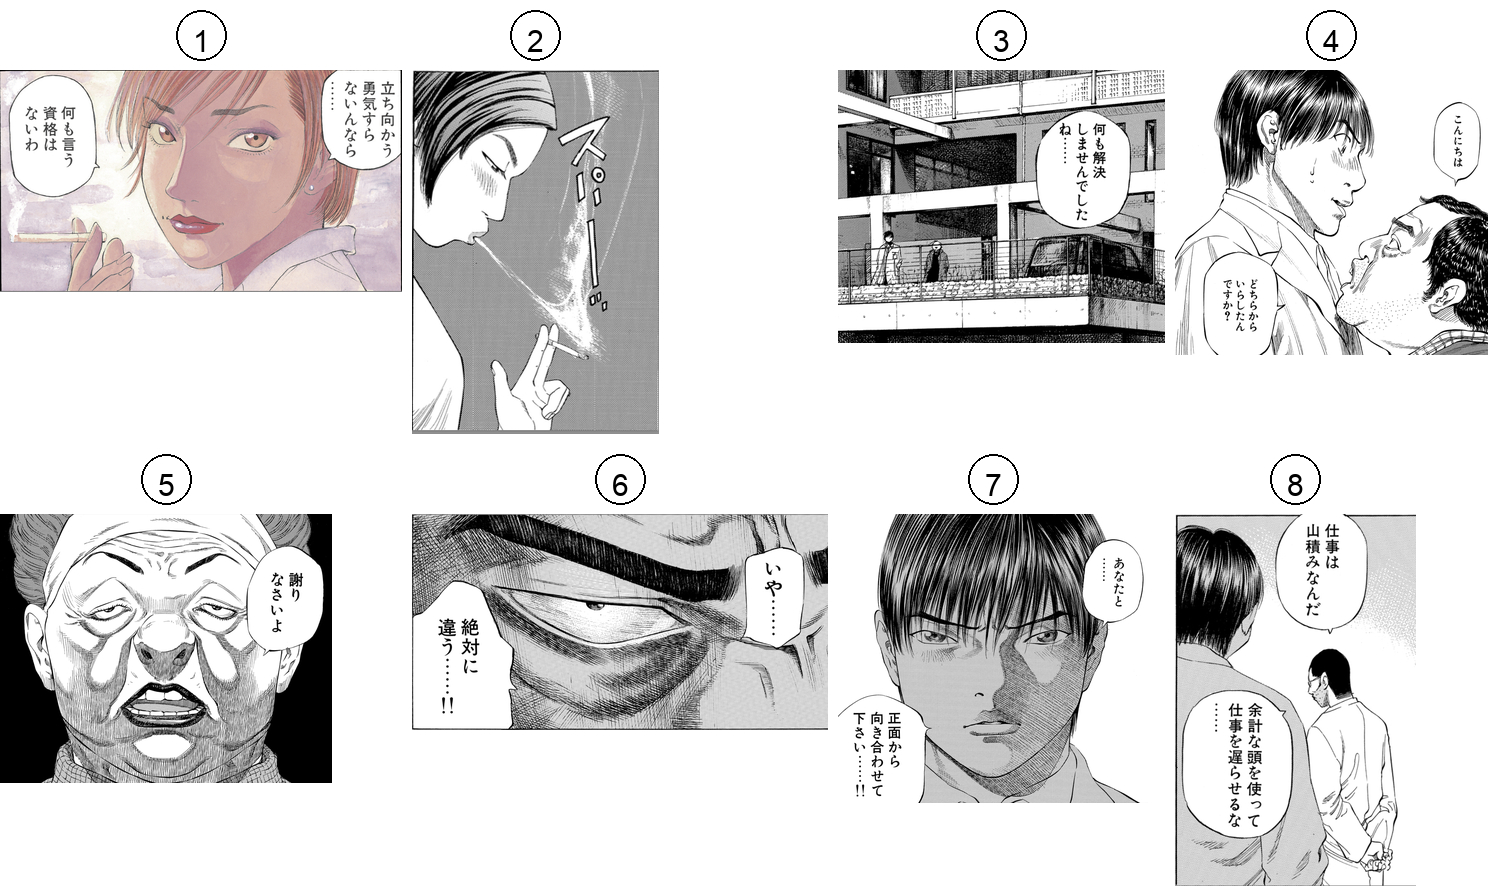 1
立ち向かう
勇気すら
ないんなら
……
何も言う
資格は
ないわ
2
スパーーッ
3
何も解決
しませんでした
ね……
4
こんにちは
どちらから
いらしたん
ですか?
5
謝り
なさいよ
6
いや……
絶対に
違う……!!
7
あなたと
……
正面から
向き合わせて
下さい……!!
8
仕事は
山積みなんだ
余計な頭を使って
仕事を遅らせるな
……